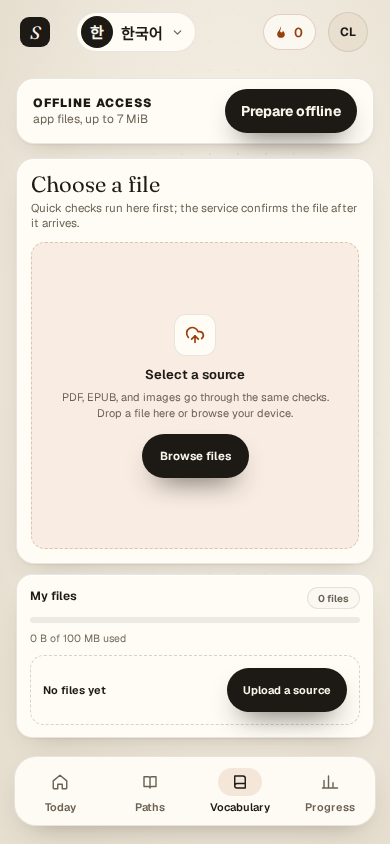 S
한 한국어
0
CL
OFFLINE ACCESS
app files, up to 7 MiB
Prepare offline
Choose a file
Quick checks run here first; the service confirms the file after
it arrives.
Select a source
PDF, EPUB, and images go through the same checks.
Drop a file here or browse your device.
Browse files
My files
0 files
0 B of 100 MB used
No files yet
Upload a source
Today
Paths
Vocabulary
Progress